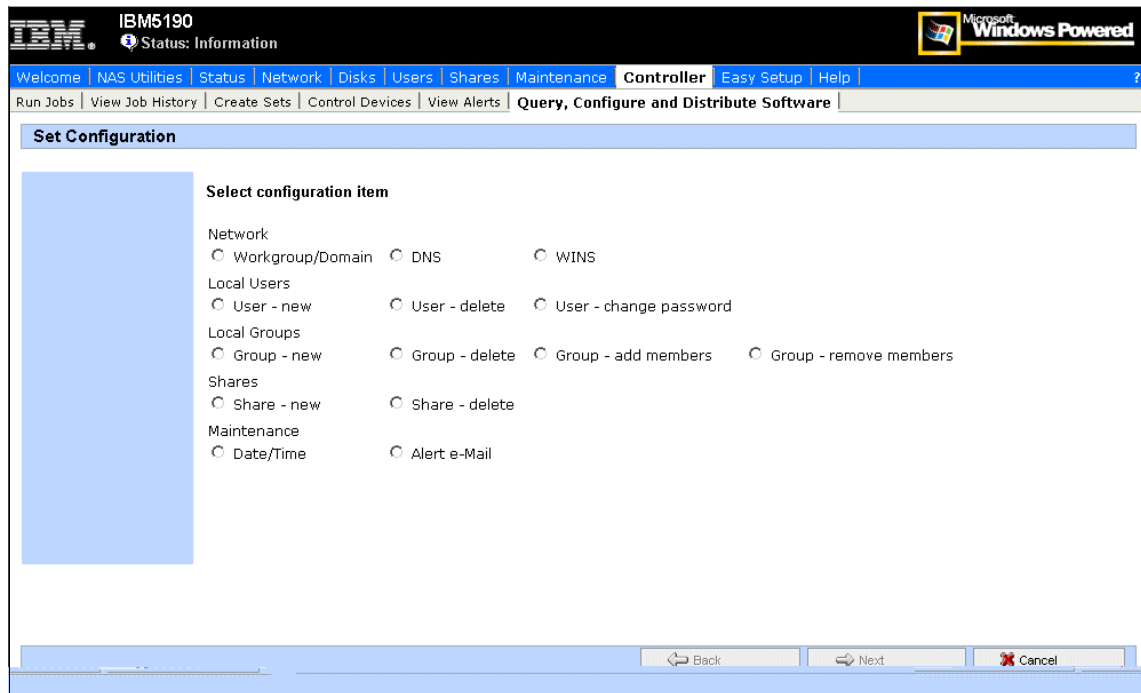 IBM®
IBM5190
Status: Information
Microsoft
Windows Powered
Welcome | NAS Utilities | Status | Network | Disks | Users | Shares | Maintenance | Controller | Easy Setup | Help | ?
Run Jobs | View Job History | Create Sets | Control Devices | View Alerts | Query, Configure and Distribute Software |
Set Configuration
Select configuration item
Network
Workgroup/Domain DNS WINS
Local Users
User - new User - delete User - change password
Local Groups
Group - new Group - delete Group - add members Group - remove members
Shares
Share - new Share - delete
Maintenance
Date/Time Alert e-Mail
Back Next Cancel